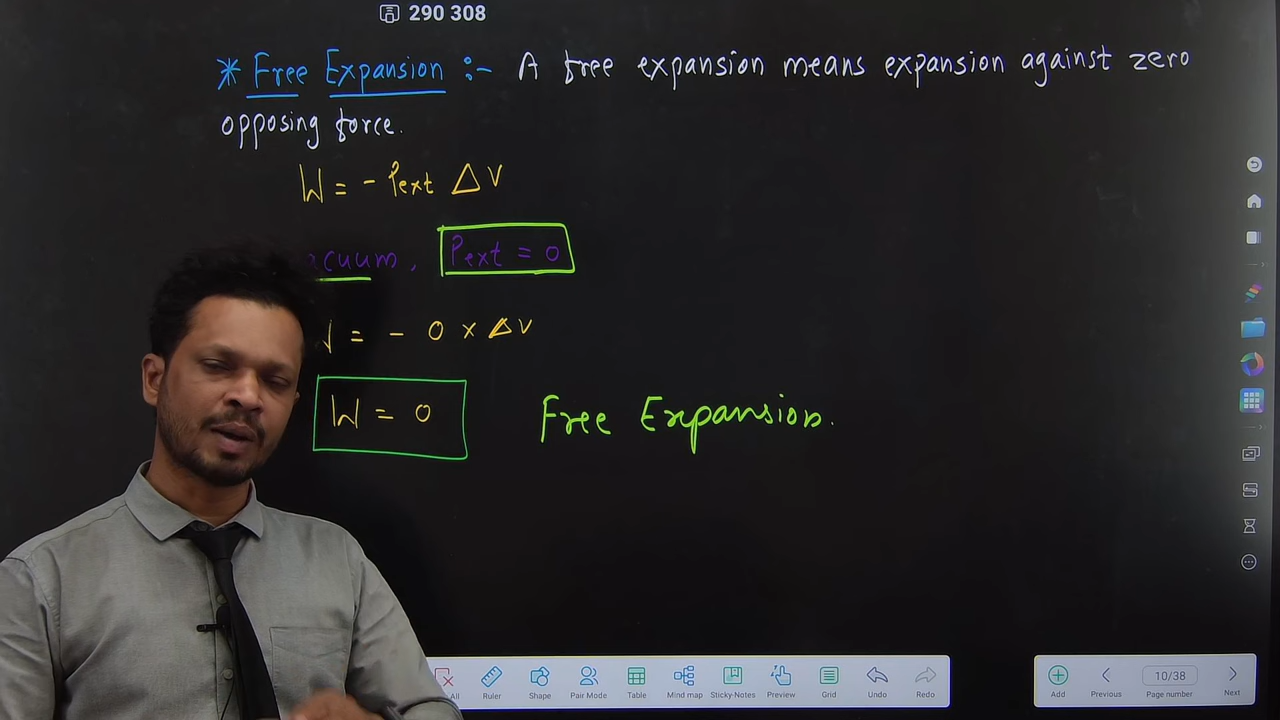 290 308
* Free Expansion :- A free expansion means expansion against zero
opposing force.
W = - Pext ΔV
Pext = 0
= - 0 × ΔV
W = 0 Free Expansion.
All Ruler Shape Pair Mode Table Mind map Sticky-Notes Preview Grid Undo Redo
Add Previous 10/38 Page number Next